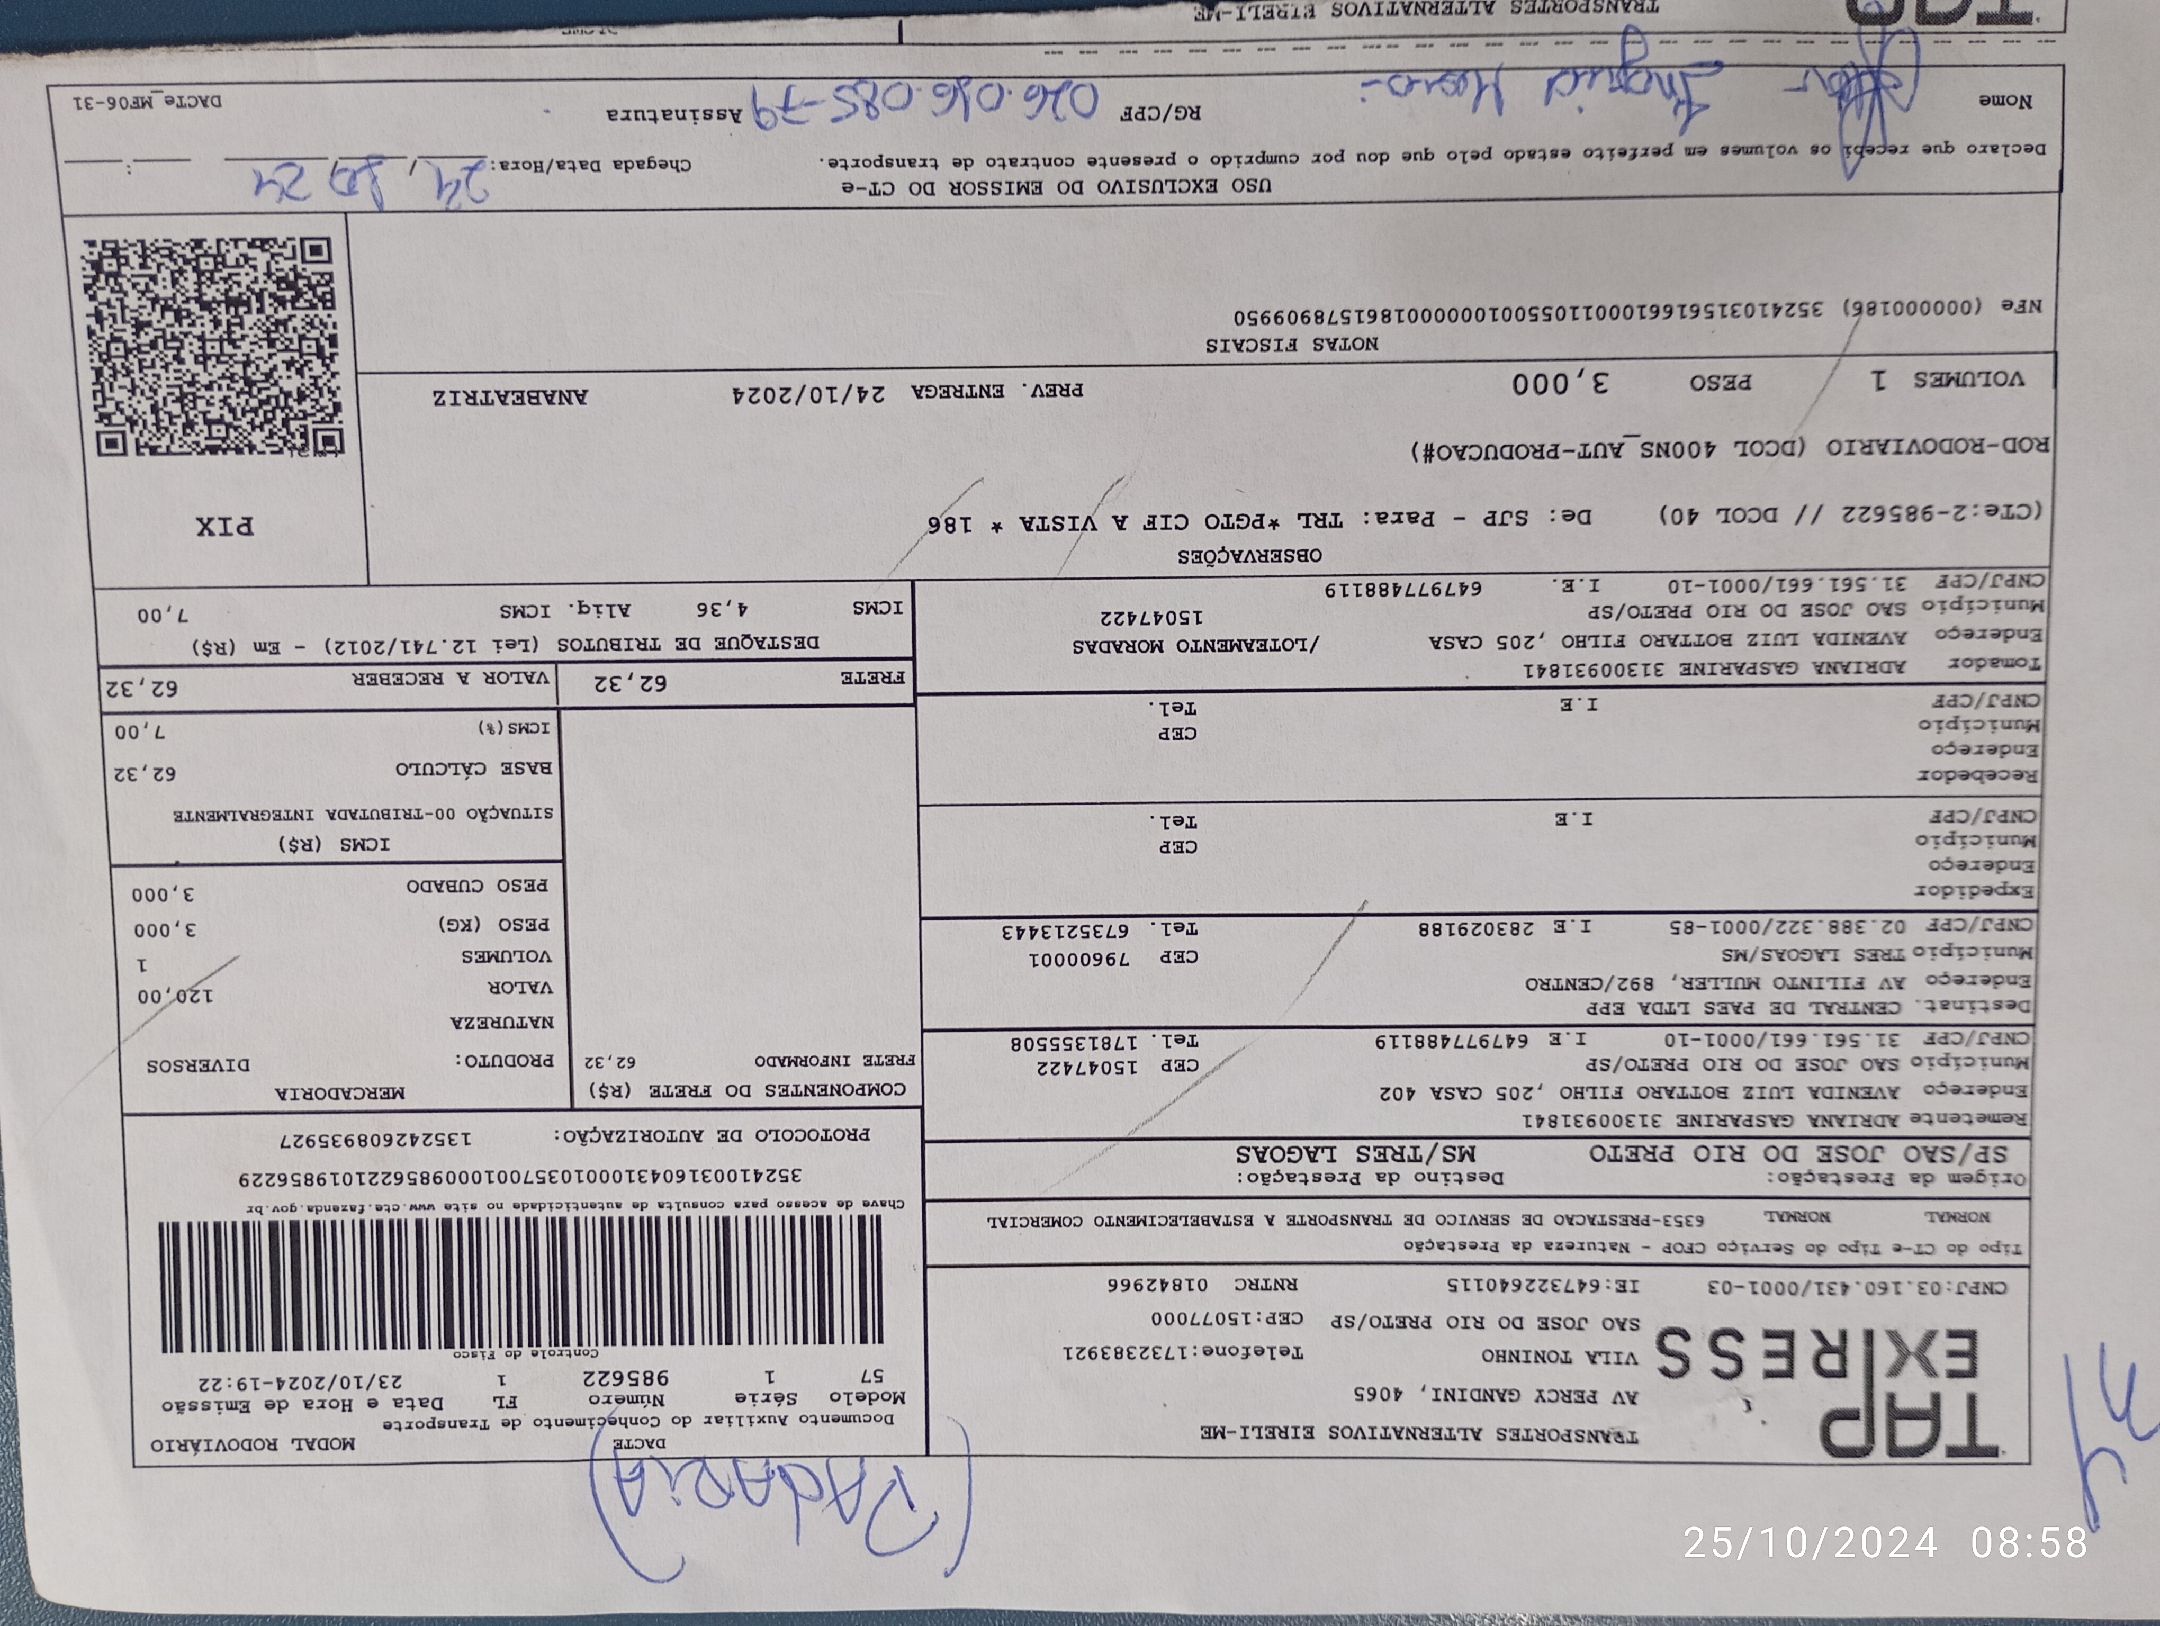 (PAdARiA)
TAP
EXPRESS
TRANSPORTES ALTERNATIVOS EIRELI-ME
AV PERCY GANDINI, 4065
VILA TONINHO Telefone:1732383921
SAO JOSE DO RIO PRETO/SP CEP:15077000
CNPJ:03.160.431/0001-03 IE:647322640115 RNTRC 01842966
DACTE MODAL RODOVIÁRIO
Documento Auxiliar do Conhecimento de Transporte
Modelo Série Número FL Data e Hora de Emissão
57 1 985622 1 23/10/2024-19:22
Controle do Fisco
Chave de acesso para consulta de autenticidade no site www.cte.fazenda.gov.br
35241003160431000103570010009856221019856229
PROTOCOLO DE AUTORIZAÇÃO: 135242608935927
Tipo do CT-e Tipo do Serviço CFOP - Natureza da Prestação
NORMAL NORMAL 6353-PRESTACAO DE SERVICO DE TRANSPORTE A ESTABELECIMENTO COMERCIAL
Origem da Prestação: Destino da Prestação:
SP/SAO JOSE DO RIO PRETO MS/TRES LAGOAS
Remetente ADRIANA GASPARINE 31300931841
Endereço AVENIDA LUIZ BOTTARO FILHO ,205 CASA 402
Município SAO JOSE DO RIO PRETO/SP CEP 15047422
CNPJ/CPF 31.561.661/0001-10 I.E 647977488119 Tel. 1781355508
Destinat. CENTRAL DE PAES LTDA EPP
Endereço AV FILINTO MULLER, 892/CENTRO
Município TRES LAGOAS/MS CEP 79600001
CNPJ/CPF 02.388.322/0001-85 I.E 283029188 Tel. 6735213443
Expedidor
Endereço
Município CEP
CNPJ/CPF I.E Tel.
Recebedor
Endereço
Município CEP
CNPJ/CPF I.E Tel.
Tomador ADRIANA GASPARINE 31300931841
Endereço AVENIDA LUIZ BOTTARO FILHO ,205 CASA /LOTEAMENTO MORADAS
Município SAO JOSE DO RIO PRETO/SP 15047422
CNPJ/CPF 31.561.661/0001-10 I.E. 647977488119
COMPONENTES DO FRETE (R$)
FRETE INFORMADO 62,32
MERCADORIA
PRODUTO: DIVERSOS
NATUREZA
VALOR 120,00
VOLUMES 1
PESO (KG) 3,000
PESO CUBADO 3,000
ICMS (R$)
SITUAÇÃO 00-TRIBUTADA INTEGRALMENTE
BASE CÁLCULO 62,32
ICMS(%) 7,00
FRETE 62,32 VALOR A RECEBER 62,32
DESTAQUE DE TRIBUTOS (Lei 12.741/2012) - Em (R$)
ICMS 4,36 Aliq. ICMS 7,00
OBSERVAÇÕES
(CTe:2-985622 // DCOL 40) De: SJP - Para: TRL *PGTO CIF A VISTA * 186
ROD-RODOVIARIO (DCOL 400NS_AUT-PRODUCAO#)
VOLUMES 1 PESO 3,000 PREV. ENTREGA 24/10/2024 ANABEATRIZ
PIX
NOTAS FISCAIS
NFe (000000186) 35241031561661000110550010000001861578909950
USO EXCLUSIVO DO EMISSOR DO CT-e
Declaro que recebi os volumes em perfeito estado pelo que dou por cumprido o presente contrato de transporte. Chegada Data/Hora: 24, 10 24 :
Nome RG/CPF 026.026.085-79 Assinatura
DACTe_MF06-31
TAP
TRANSPORTES ALTERNATIVOS EIRELI-ME
25/10/2024 08:58